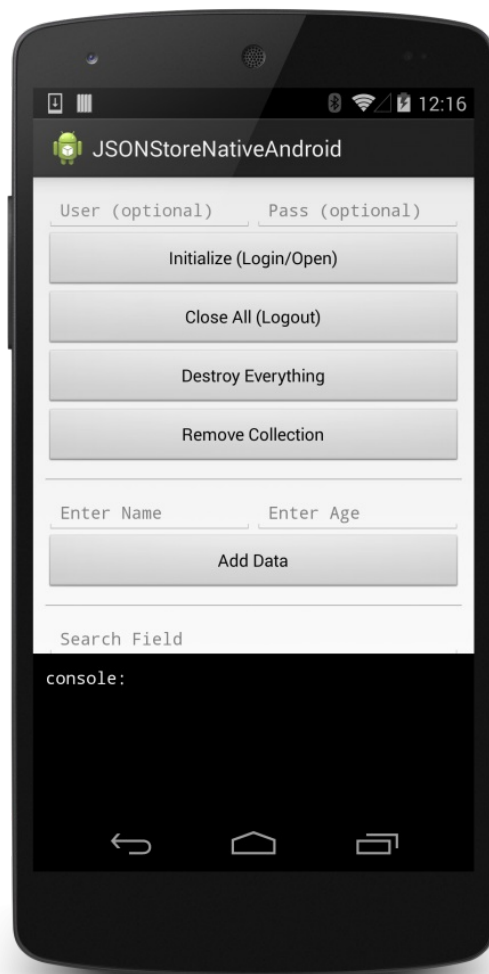 12:16
JSONStoreNativeAndroid
User (optional) Pass (optional)
Initialize (Login/Open)
Close All (Logout)
Destroy Everything
Remove Collection
Enter Name Enter Age
Add Data
Search Field
console: